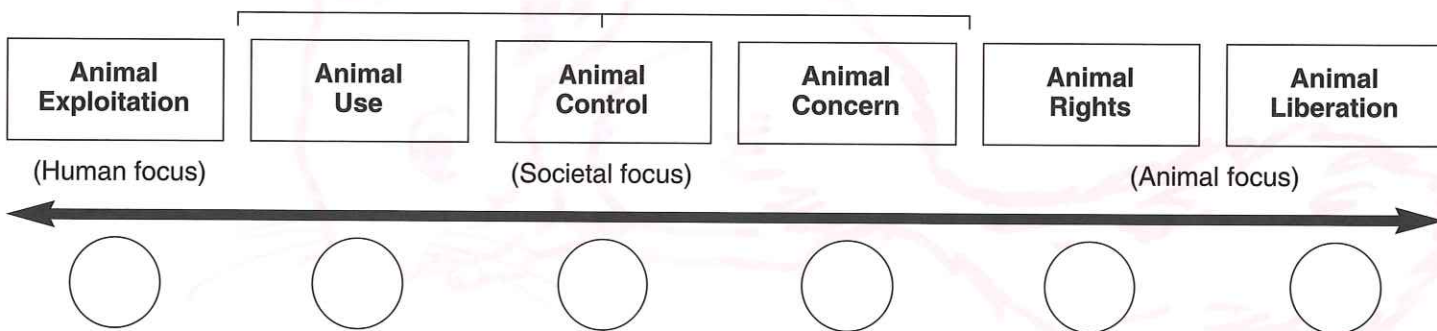 Animal
Exploitation
Animal
Use
Animal
Control
Animal
Concern
Animal
Rights
Animal
Liberation
(Human focus)
(Societal focus)
(Animal focus)